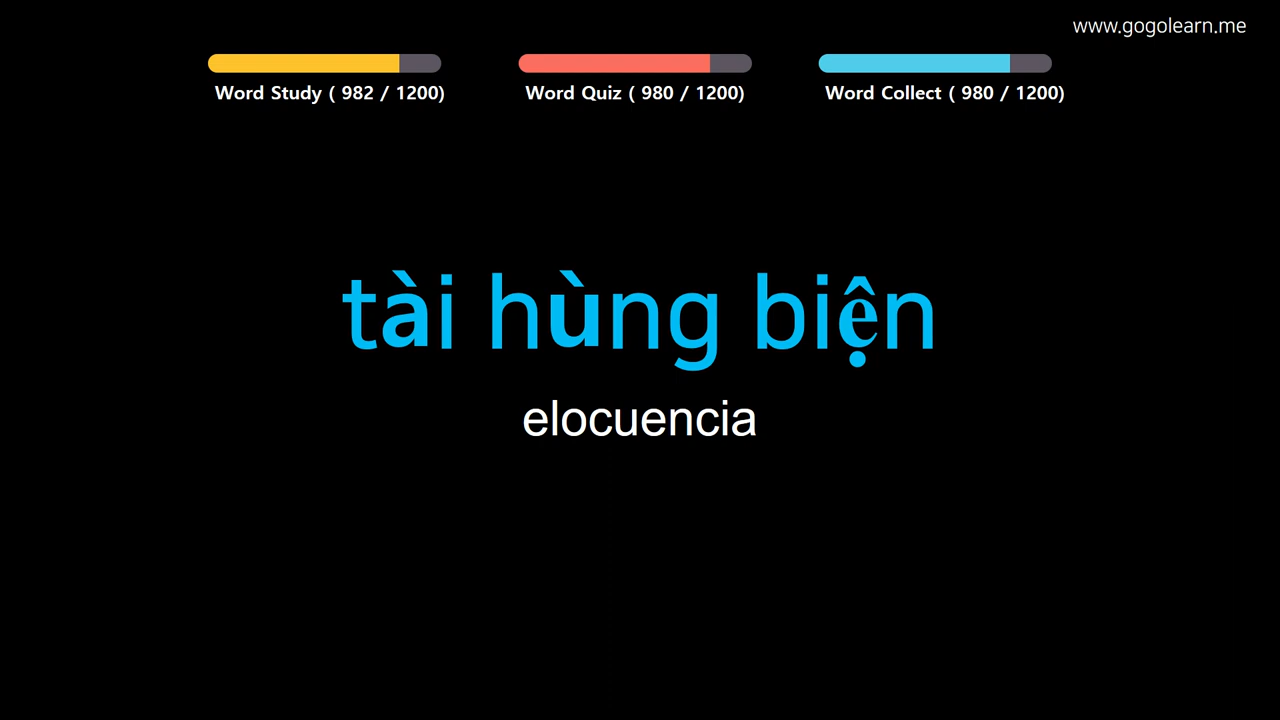 www.gogolearn.me
Word Study ( 982 / 1200)
Word Quiz ( 980 / 1200)
Word Collect ( 980 / 1200)
tài hùng biện
elocuencia